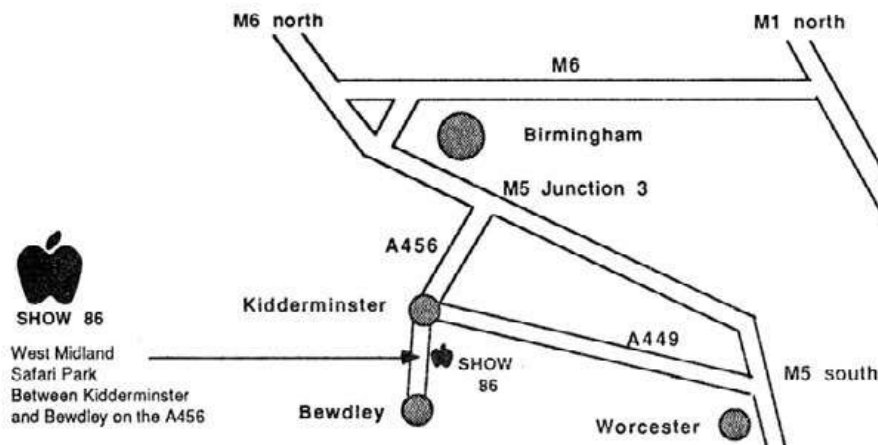 M6 north
M1 north
M6
Birmingham
M5 Junction 3
A456
Kidderminster
SHOW 86
A449
West Midland
Safari Park
Between Kidderminster
and Bewdley on the A456
SHOW
86
M5 south
Bewdley
Worcester